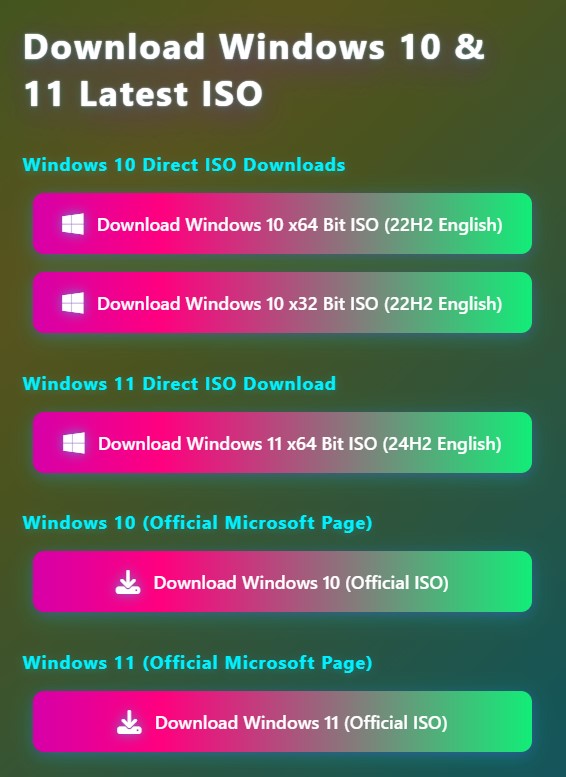 Download Windows 10 &
11 Latest ISO
Windows 10 Direct ISO Downloads
Download Windows 10 x64 Bit ISO (22H2 English)
Download Windows 10 x32 Bit ISO (22H2 English)
Windows 11 Direct ISO Download
Download Windows 11 x64 Bit ISO (24H2 English)
Windows 10 (Official Microsoft Page)
Download Windows 10 (Official ISO)
Windows 11 (Official Microsoft Page)
Download Windows 11 (Official ISO)